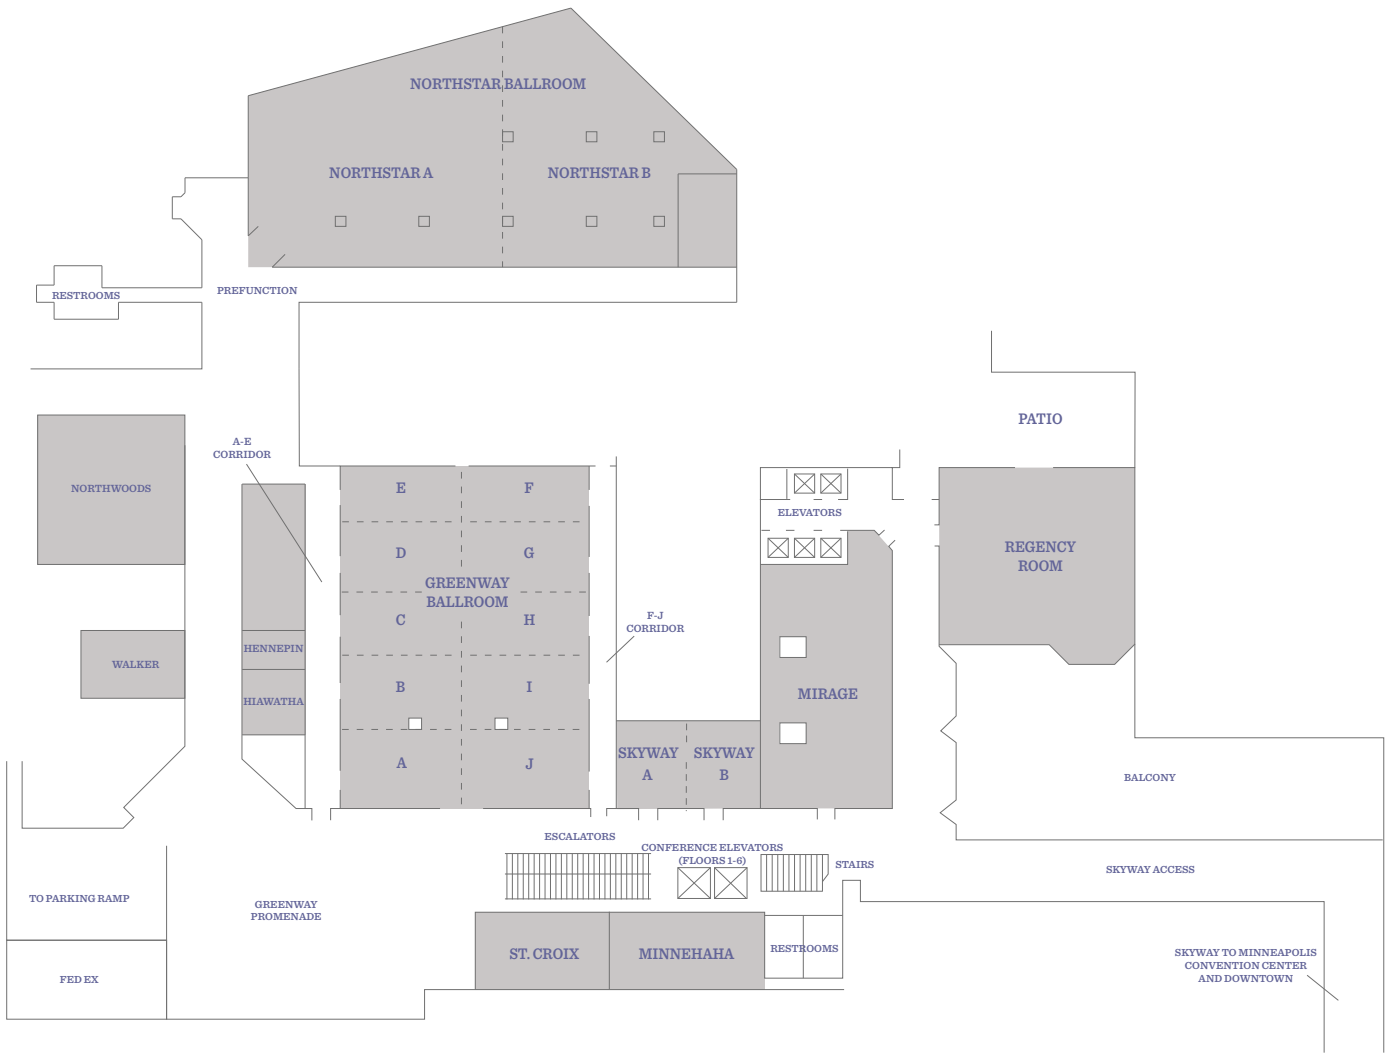 NORTHSTAR BALLROOM
NORTHSTAR A
NORTHSTAR B
RESTROOMS
PREFUNCTION
PATIO
A-E
CORRIDOR
NORTHWOODS
E
F
ELEVATORS
D
G
REGENCY
ROOM
GREENWAY
BALLROOM
C
H
F-J
CORRIDOR
HENNEPIN
WALKER
B
I
MIRAGE
HIAWATHA
SKYWAY
A
SKYWAY
B
A
J
BALCONY
ESCALATORS
CONFERENCE ELEVATORS
(FLOORS 1-6)
STAIRS
SKYWAY ACCESS
TO PARKING RAMP
GREENWAY
PROMENADE
ST. CROIX
MINNEHAHA
RESTROOMS
SKYWAY TO MINNEAPOLIS
CONVENTION CENTER
AND DOWNTOWN
FED EX